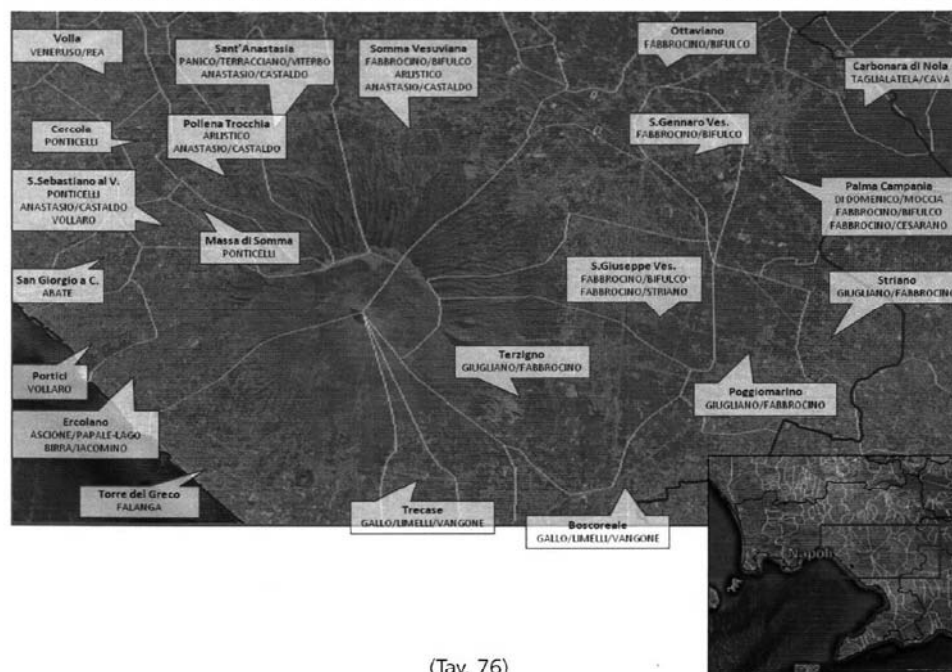 Volla
VENERUSO/REA
Sant'Anastasia
PANICO/TERRACCIANO/VITERBO
ANASTASIO/CASTALDO
Somma Vesuviana
FABBROCINO/BIFULCO
ARLISTICO
ANASTASIO/CASTALDO
Ottaviano
FABBROCINO/BIFULCO
Carbonara di Nola
TAGLIALATELA/CAVA
Cercola
PONTICELLI
Pollena Trocchia
ARLISTICO
ANASTASIO/CASTALDO
S.Gennaro Ves.
FABBROCINO/BIFULCO
S.Sebastiano al V.
PONTICELLI
ANASTASIO/CASTALDO
VOLLARO
Palma Campania
DI DOMENICO/MOCCIA
FABBROCINO/BIFULCO
FABBROCINO/CESARANO
Massa di Somma
PONTICELLI
San Giorgio a C.
ABATE
S.Giuseppe Ves.
FABBROCINO/BIFULCO
FABBROCINO/STRIANO
Striano
GIUGLIANO/FABBROCINO
Portici
VOLLARO
Terzigno
GIUGLIANO/FABBROCINO
Poggiomarino
GIUGLIANO/FABBROCINO
Ercolano
ASCIONE/PAPALE-LAGO
BIRRA/IACOMINO
Torre del Greco
FALANGA
Trecase
GALLO/LIMELLI/VANGONE
Boscoreale
GALLO/LIMELLI/VANGONE
Napoli
(Tav. 76)